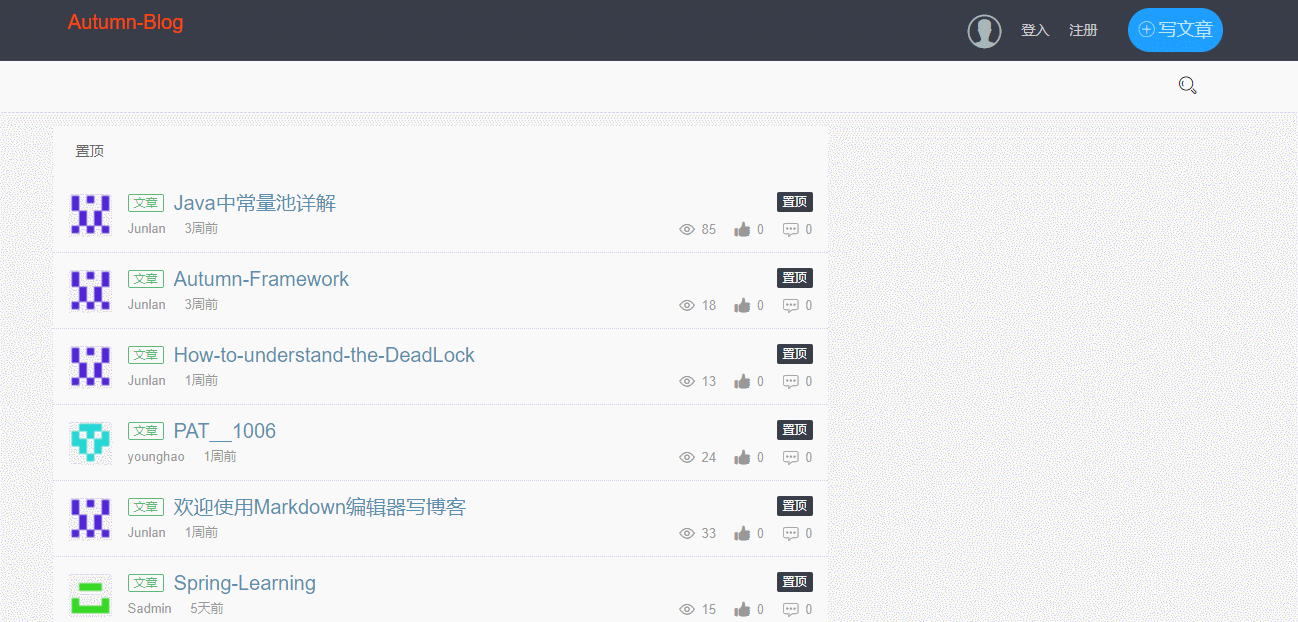 Autumn-Blog
登入 注册 写文章
置顶
文章 Java中常量池详解 置顶
Junlan 3周前 85 0 0
文章 Autumn-Framework 置顶
Junlan 3周前 18 0 0
文章 How-to-understand-the-DeadLock 置顶
Junlan 1周前 13 0 0
文章 PAT__1006 置顶
younghao 1周前 24 0 0
文章 欢迎使用Markdown编辑器写博客 置顶
Junlan 1周前 33 0 0
文章 Spring-Learning 置顶
Sadmin 5天前 15 0 0